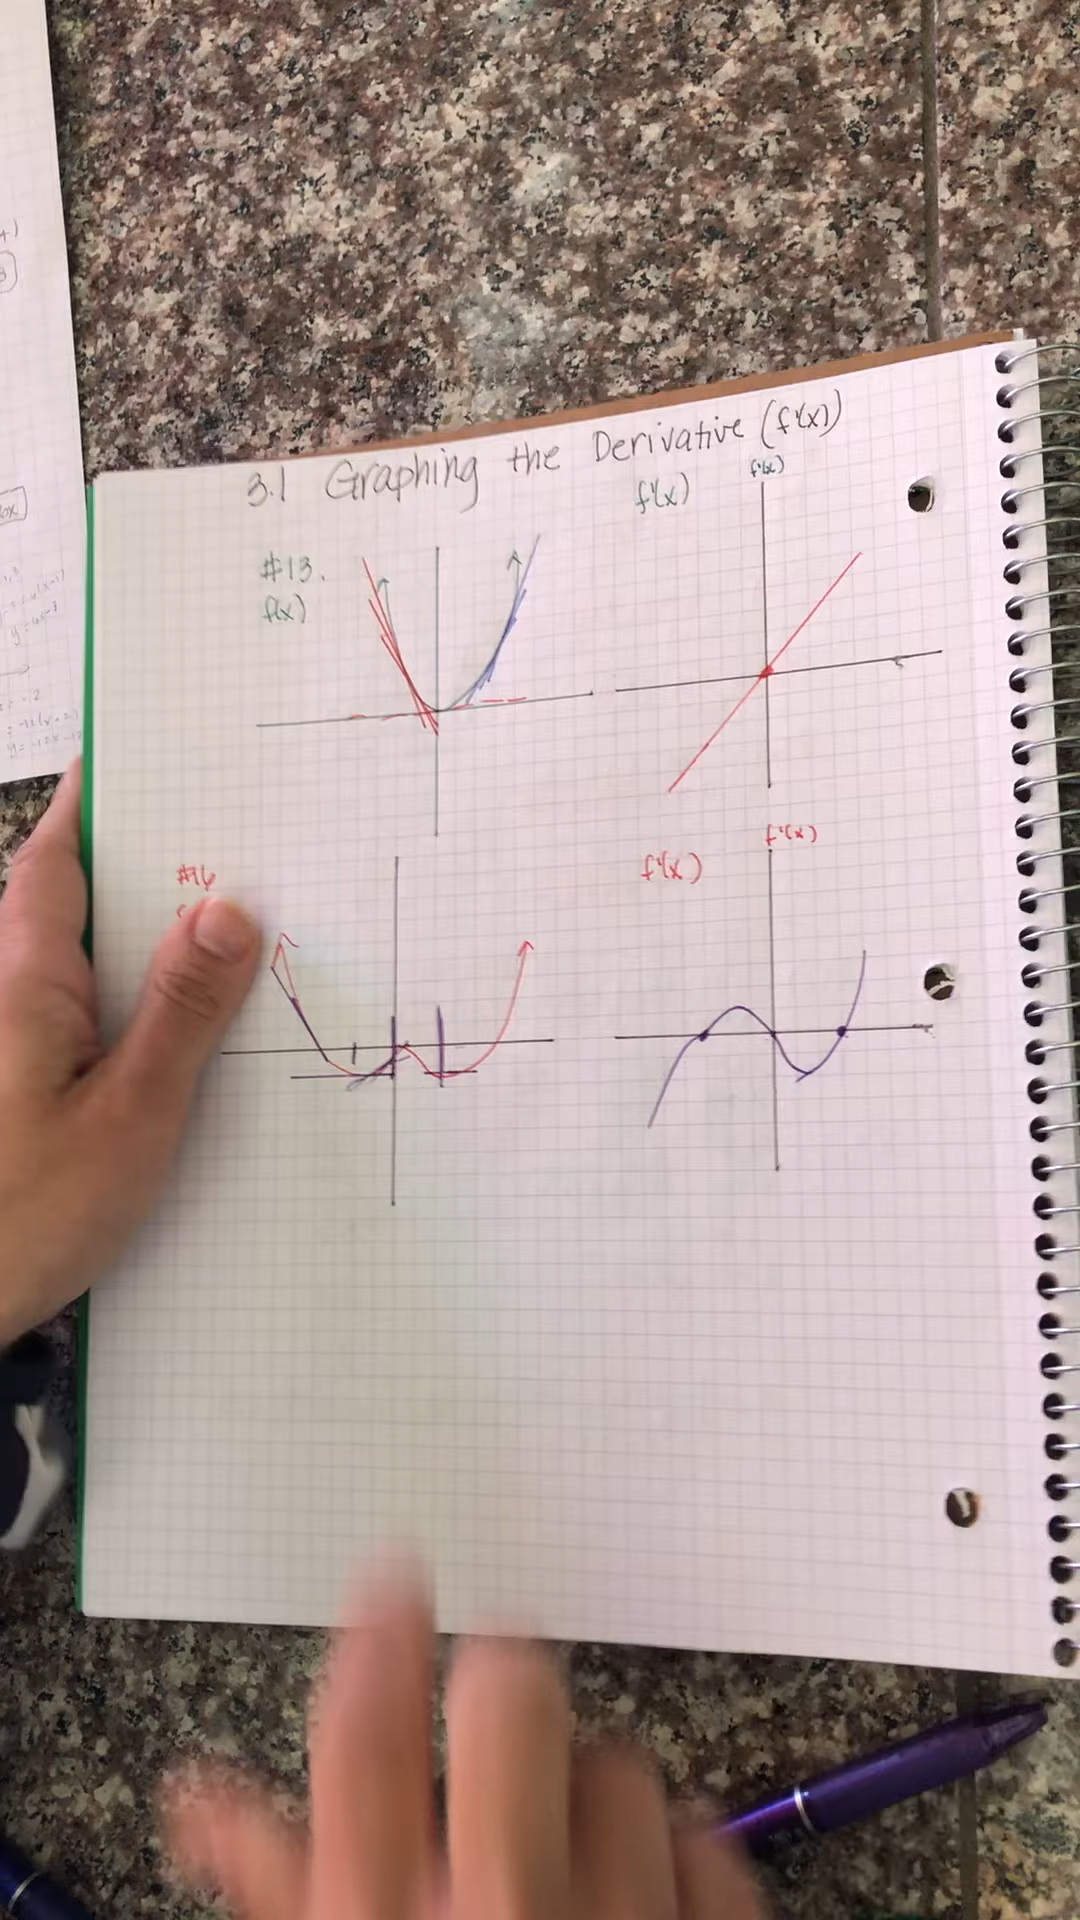 3.1 Graphing the Derivative (f'(x))
f'(x)
f'(x)
#13.
f(x)
f'(x)
f'(x)
#16